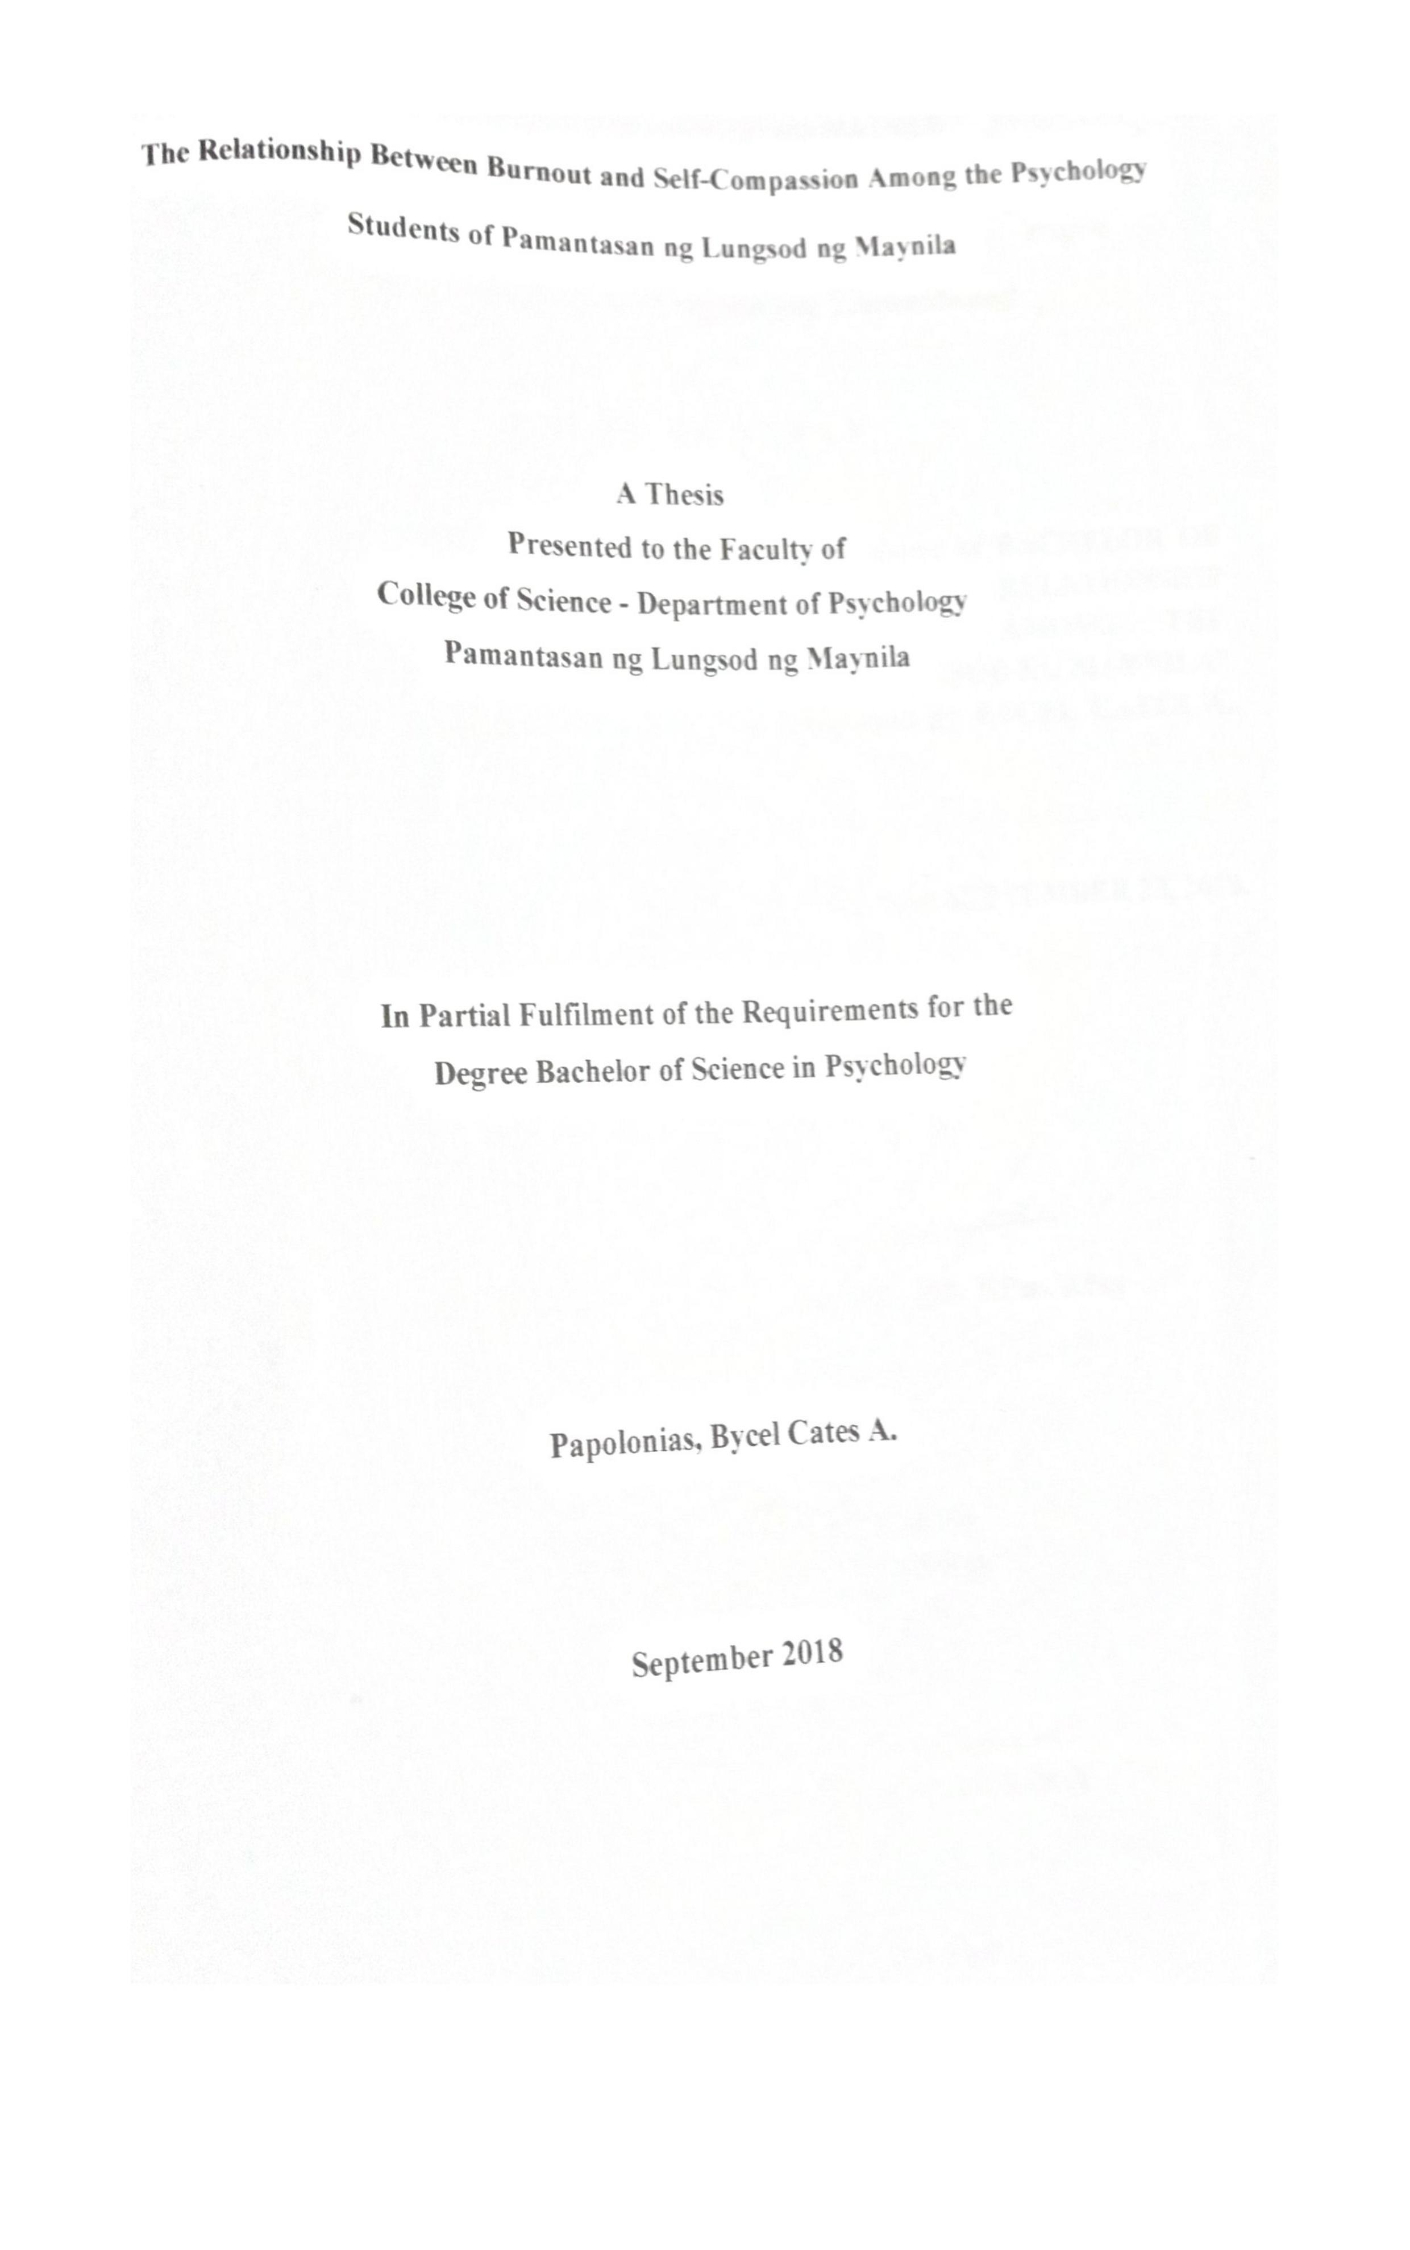 The Relationship Between Burnout and Self-Compassion Among the Psychology
Students of Pamantasan ng Lungsod ng Maynila
A Thesis
Presented to the Faculty of
College of Science - Department of Psychology
Pamantasan ng Lungsod ng Maynila
In Partial Fulfilment of the Requirements for the
Degree Bachelor of Science in Psychology
Papolonias, Bycel Cates A.
September 2018